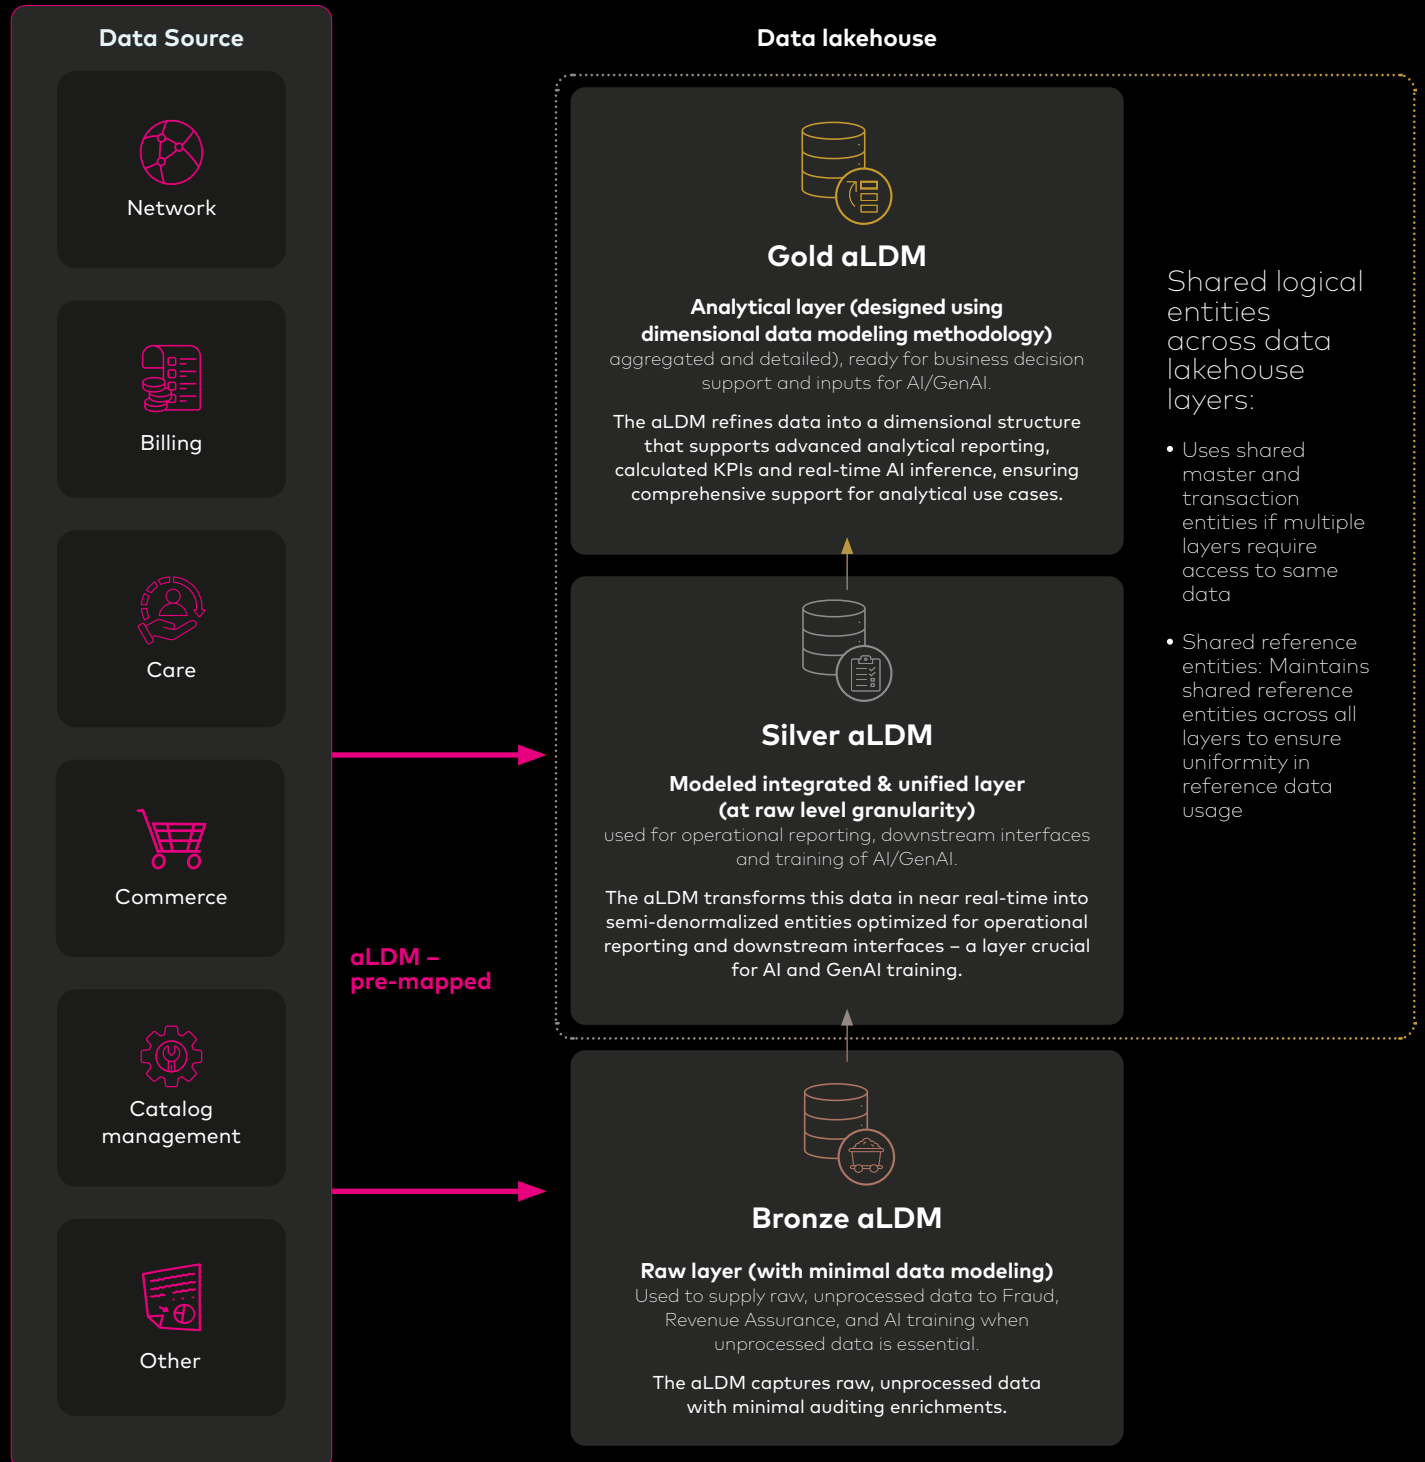 Data Source
Network
Billing
Care
Commerce
Catalog
management
Other
aLDM –
pre-mapped
Data lakehouse
Gold aLDM
Analytical layer (designed using
dimensional data modeling methodology)
aggregated and detailed), ready for business decision
support and inputs for AI/GenAI.
The aLDM refines data into a dimensional structure
that supports advanced analytical reporting,
calculated KPIs and real-time AI inference, ensuring
comprehensive support for analytical use cases.
Silver aLDM
Modeled integrated & unified layer
(at raw level granularity)
used for operational reporting, downstream interfaces
and training of AI/GenAI.
The aLDM transforms this data in near real-time into
semi-denormalized entities optimized for operational
reporting and downstream interfaces – a layer crucial
for AI and GenAI training.
Bronze aLDM
Raw layer (with minimal data modeling)
Used to supply raw, unprocessed data to Fraud,
Revenue Assurance, and AI training when
unprocessed data is essential.
The aLDM captures raw, unprocessed data
with minimal auditing enrichments.
Shared logical
entities
across data
lakehouse
layers:
• Uses shared
master and
transaction
entities if multiple
layers require
access to same
data
• Shared reference
entities: Maintains
shared reference
entities across all
layers to ensure
uniformity in
reference data
usage